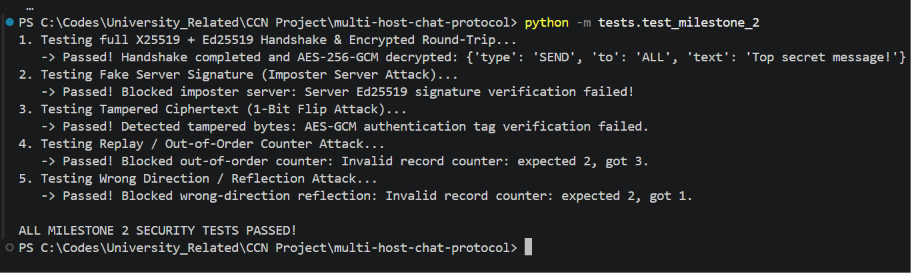 …
PS C:\Codes\University_Related\CCN Project\multi-host-chat-protocol> python -m tests.test_milestone_2
1. Testing full X25519 + Ed25519 Handshake & Encrypted Round-Trip...
-> Passed! Handshake completed and AES-256-GCM decrypted: {'type': 'SEND', 'to': 'ALL', 'text': 'Top secret message!'}
2. Testing Fake Server Signature (Imposter Server Attack)...
-> Passed! Blocked imposter server: Server Ed25519 signature verification failed!
3. Testing Tampered Ciphertext (1-Bit Flip Attack)...
-> Passed! Detected tampered bytes: AES-GCM authentication tag verification failed.
4. Testing Replay / Out-of-Order Counter Attack...
-> Passed! Blocked out-of-order counter: Invalid record counter: expected 2, got 3.
5. Testing Wrong Direction / Reflection Attack...
-> Passed! Blocked wrong-direction reflection: Invalid record counter: expected 2, got 1.
ALL MILESTONE 2 SECURITY TESTS PASSED!
PS C:\Codes\University_Related\CCN Project\multi-host-chat-protocol>